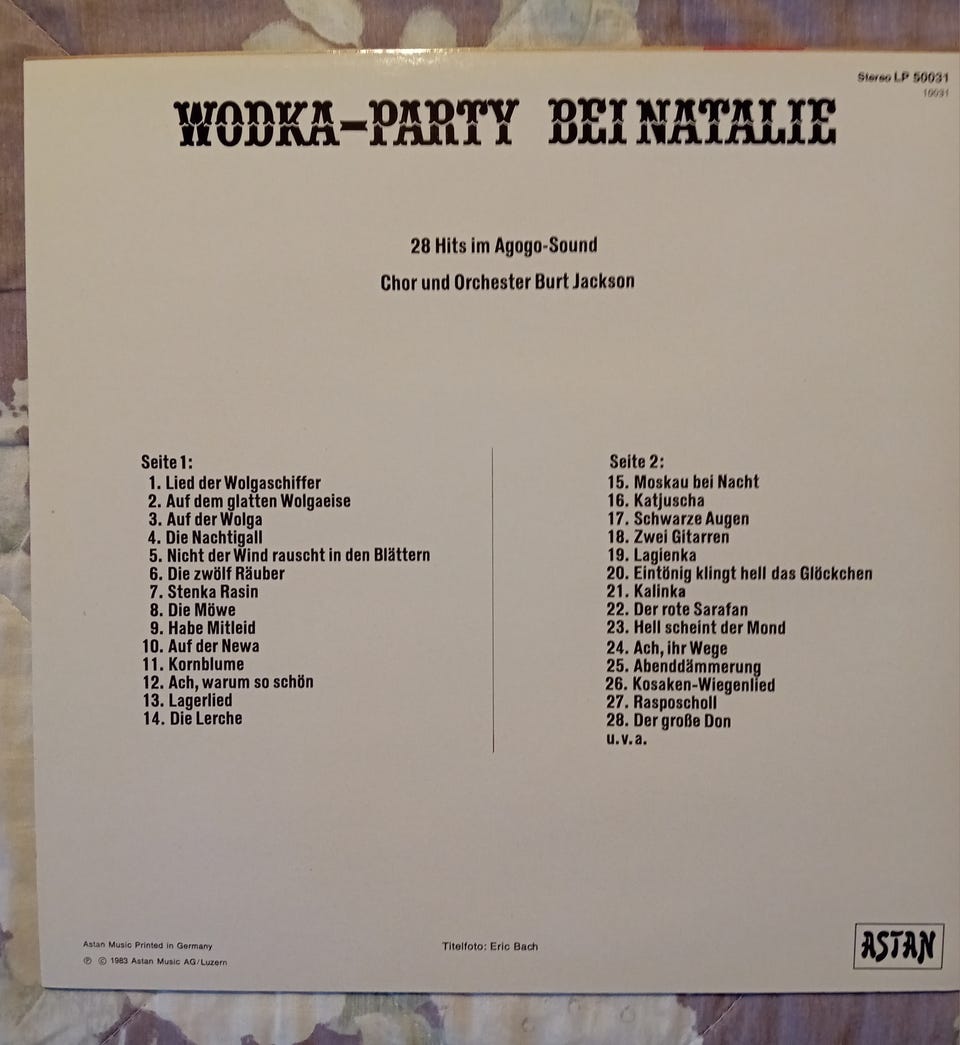 Stereo LP 50031
10031
WODKA-PARTY BEI NATALIE
28 Hits im Agogo-Sound
Chor und Orchester Burt Jackson
Seite 1:
1. Lied der Wolgaschiffer
2. Auf dem glatten Wolgaeise
3. Auf der Wolga
4. Die Nachtigall
5. Nicht der Wind rauscht in den Blättern
6. Die zwölf Räuber
7. Stenka Rasin
8. Die Möwe
9. Habe Mitleid
10. Auf der Newa
11. Kornblume
12. Ach, warum so schön
13. Lagerlied
14. Die Lerche
Seite 2:
15. Moskau bei Nacht
16. Katjuscha
17. Schwarze Augen
18. Zwei Gitarren
19. Lagienka
20. Eintönig klingt hell das Glöckchen
21. Kalinka
22. Der rote Sarafan
23. Hell scheint der Mond
24. Ach, ihr Wege
25. Abenddämmerung
26. Kosaken-Wiegenlied
27. Rasposcholl
28. Der große Don
u.v.a.
Astan Music Printed in Germany
℗ © 1983 Astan Music AG/Luzern
Titelfoto: Eric Bach
ASTAN